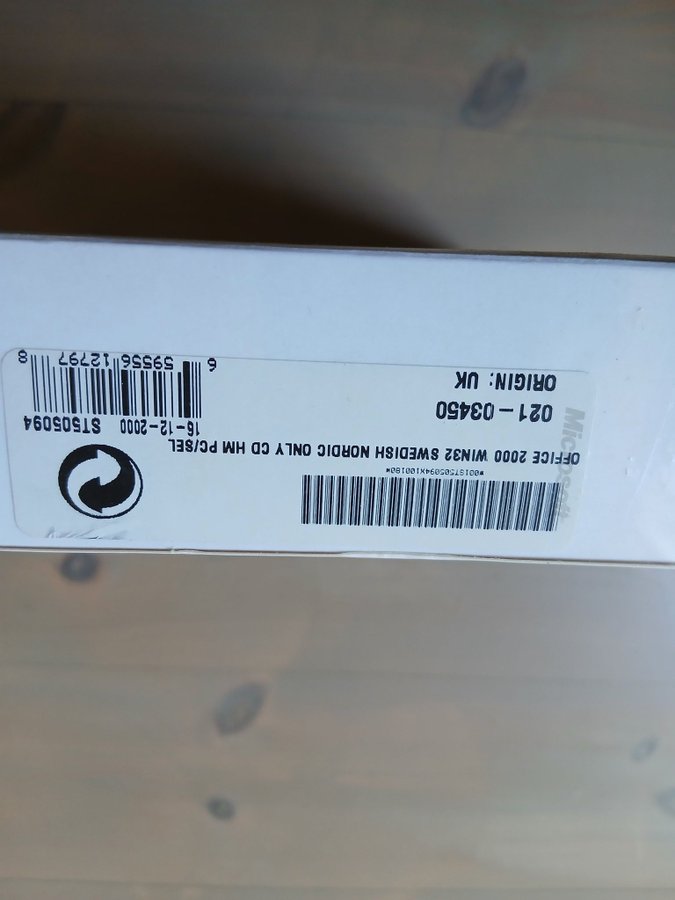 *001ST505094X100180*
OFFICE 2000 WIN32 SWEDISH NORDIC ONLY CD HM PC/SEL
021-03450
ORIGIN: UK
16-12-2000 ST505094
6 59556 12797 8
Microsoft